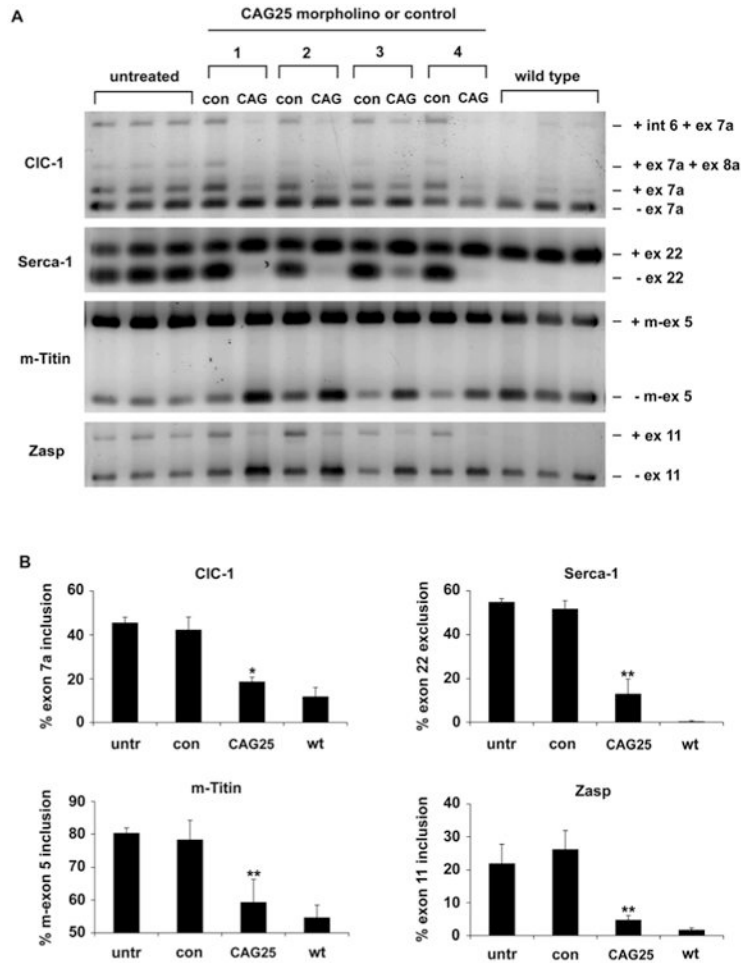 A
CAG25 morpholino or control
1 2 3 4
untreated wild type
con CAG con CAG con CAG con CAG
ClC-1
+ int 6 + ex 7a
+ ex 7a + ex 8a
+ ex 7a
- ex 7a
Serca-1
+ ex 22
- ex 22
m-Titin
+ m-ex 5
- m-ex 5
Zasp
+ ex 11
- ex 11
B
ClC-1
% exon 7a inclusion
60
40
20
0
*
untr con CAG25 wt
Serca-1
% exon 22 exclusion
60
40
20
0
**
untr con CAG25 wt
m-Titin
% m-exon 5 inclusion
90
80
70
60
50
**
untr con CAG25 wt
Zasp
% exon 11 inclusion
40
30
20
10
0
**
untr con CAG25 wt